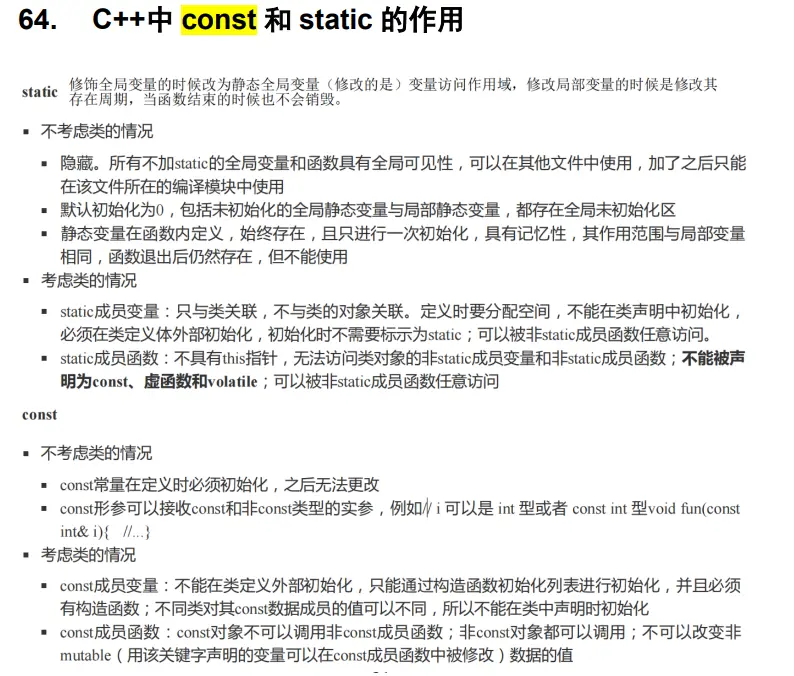 64. C++中 const 和 static 的作用
static 修饰全局变量的时候改为静态全局变量（修改的是）变量访问作用域，修改局部变量的时候是修改其
存在周期，当函数结束的时候也不会销毁。
▪ 不考虑类的情况
▪ 隐藏。所有不加static的全局变量和函数具有全局可见性，可以在其他文件中使用，加了之后只能
在该文件所在的编译模块中使用
▪ 默认初始化为0，包括未初始化的全局静态变量与局部静态变量，都存在全局未初始化区
▪ 静态变量在函数内定义，始终存在，且只进行一次初始化，具有记忆性，其作用范围与局部变量
相同，函数退出后仍然存在，但不能使用
▪ 考虑类的情况
▪ static成员变量：只与类关联，不与类的对象关联。定义时要分配空间，不能在类声明中初始化，
必须在类定义体外部初始化，初始化时不需要标示为static；可以被非static成员函数任意访问。
▪ static成员函数：不具有this指针，无法访问类对象的非static成员变量和非static成员函数；不能被声
明为const、虚函数和volatile；可以被非static成员函数任意访问
const
▪ 不考虑类的情况
▪ const常量在定义时必须初始化，之后无法更改
▪ const形参可以接收const和非const类型的实参，例如// i 可以是 int 型或者 const int 型void fun(const
int& i){ //...}
▪ 考虑类的情况
▪ const成员变量：不能在类定义外部初始化，只能通过构造函数初始化列表进行初始化，并且必须
有构造函数；不同类对其const数据成员的值可以不同，所以不能在类中声明时初始化
▪ const成员函数：const对象不可以调用非const成员函数；非const对象都可以调用；不可以改变非
mutable（用该关键字声明的变量可以在const成员函数中被修改）数据的值